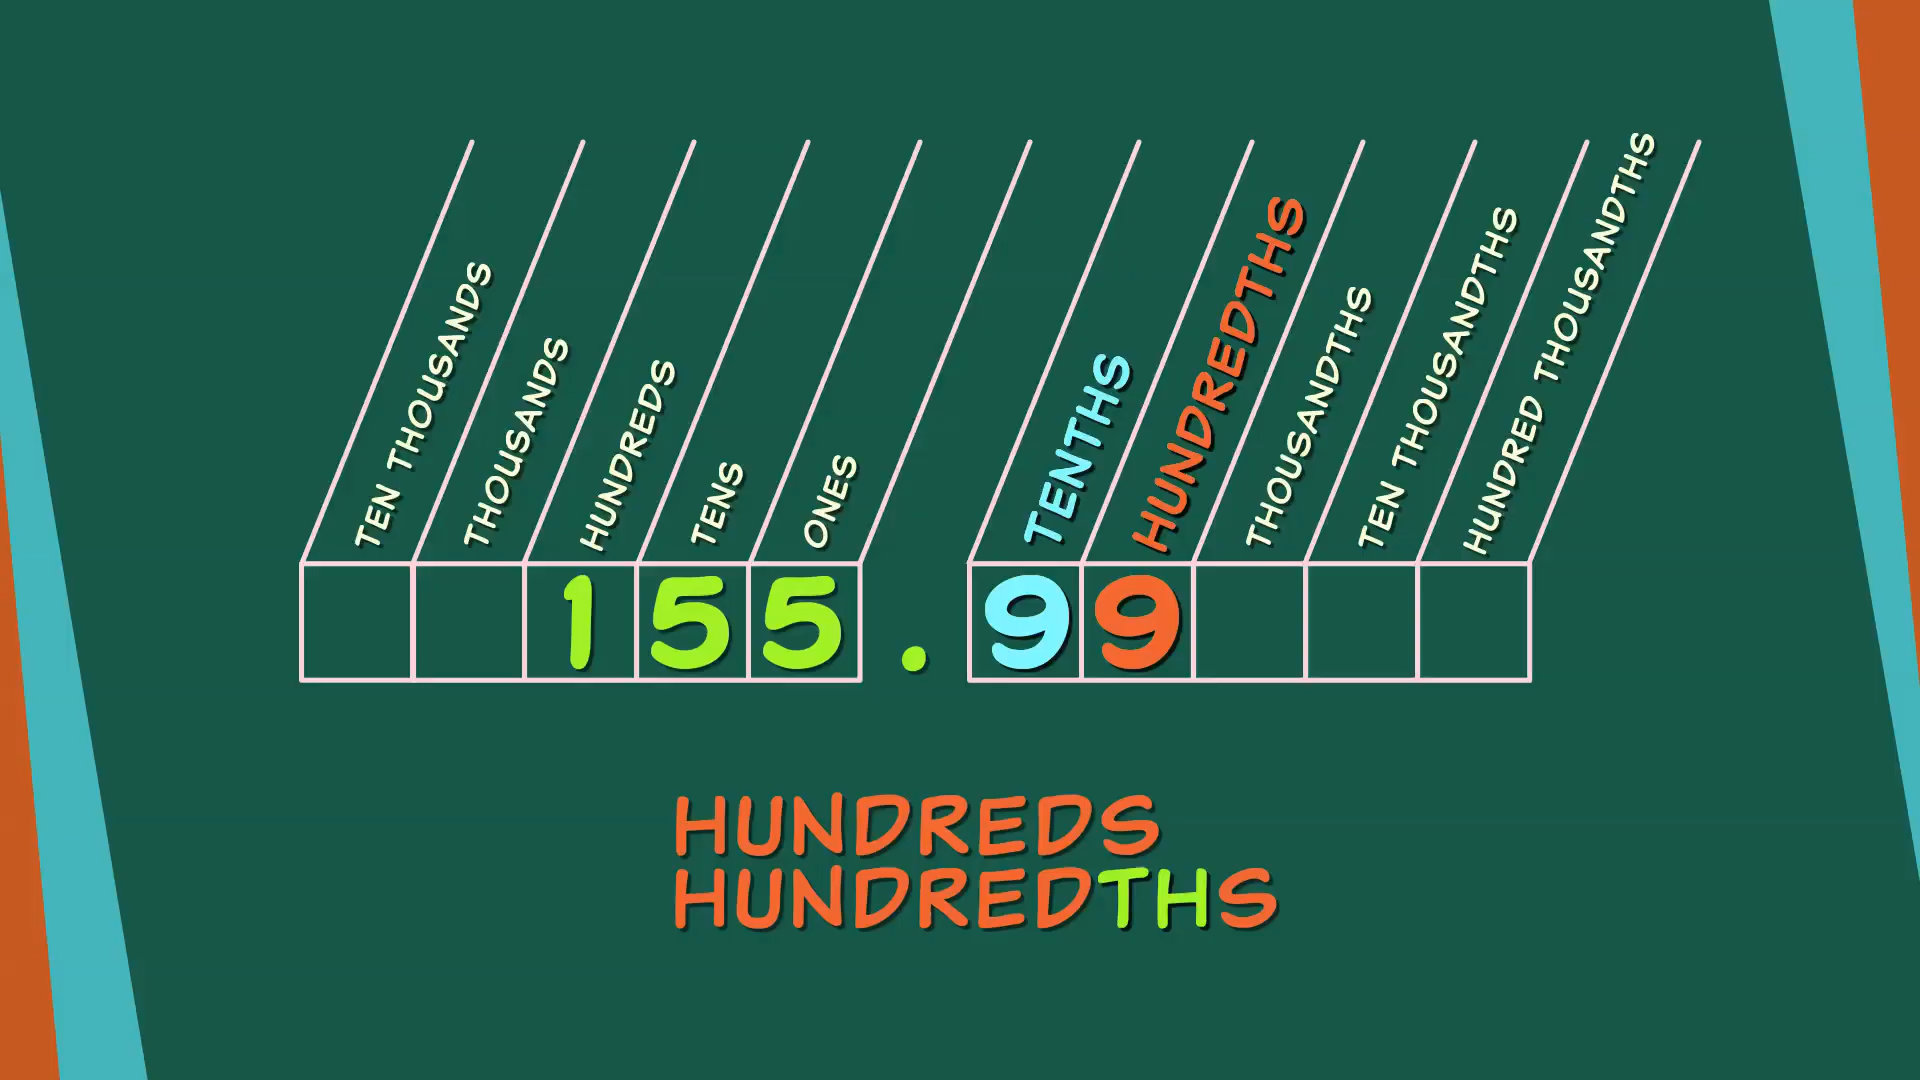 TEN THOUSANDS
THOUSANDS
HUNDREDS
TENS
ONES
TENTHS
HUNDREDTHS
THOUSANDTHS
TEN THOUSANDTHS
HUNDRED THOUSANDTHS
155.99
HUNDREDS
HUNDREDTHS